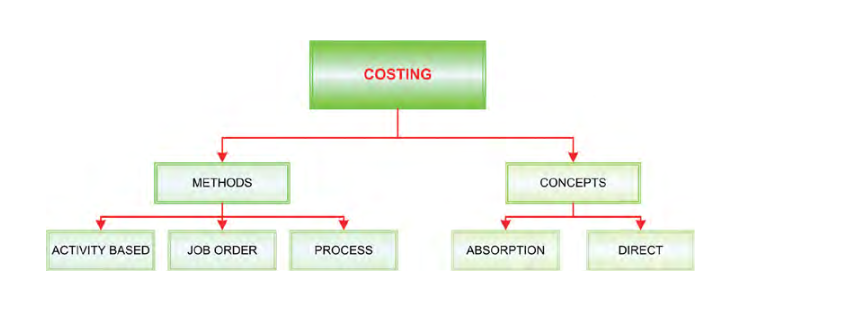 COSTING
METHODS
CONCEPTS
ACTIVITY BASED
JOB ORDER
PROCESS
ABSORPTION
DIRECT